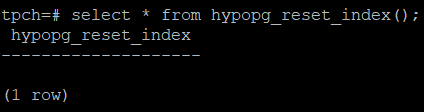 tpch=# select * from hypopg_reset_index();
 hypopg_reset_index
--------------------

(1 row)